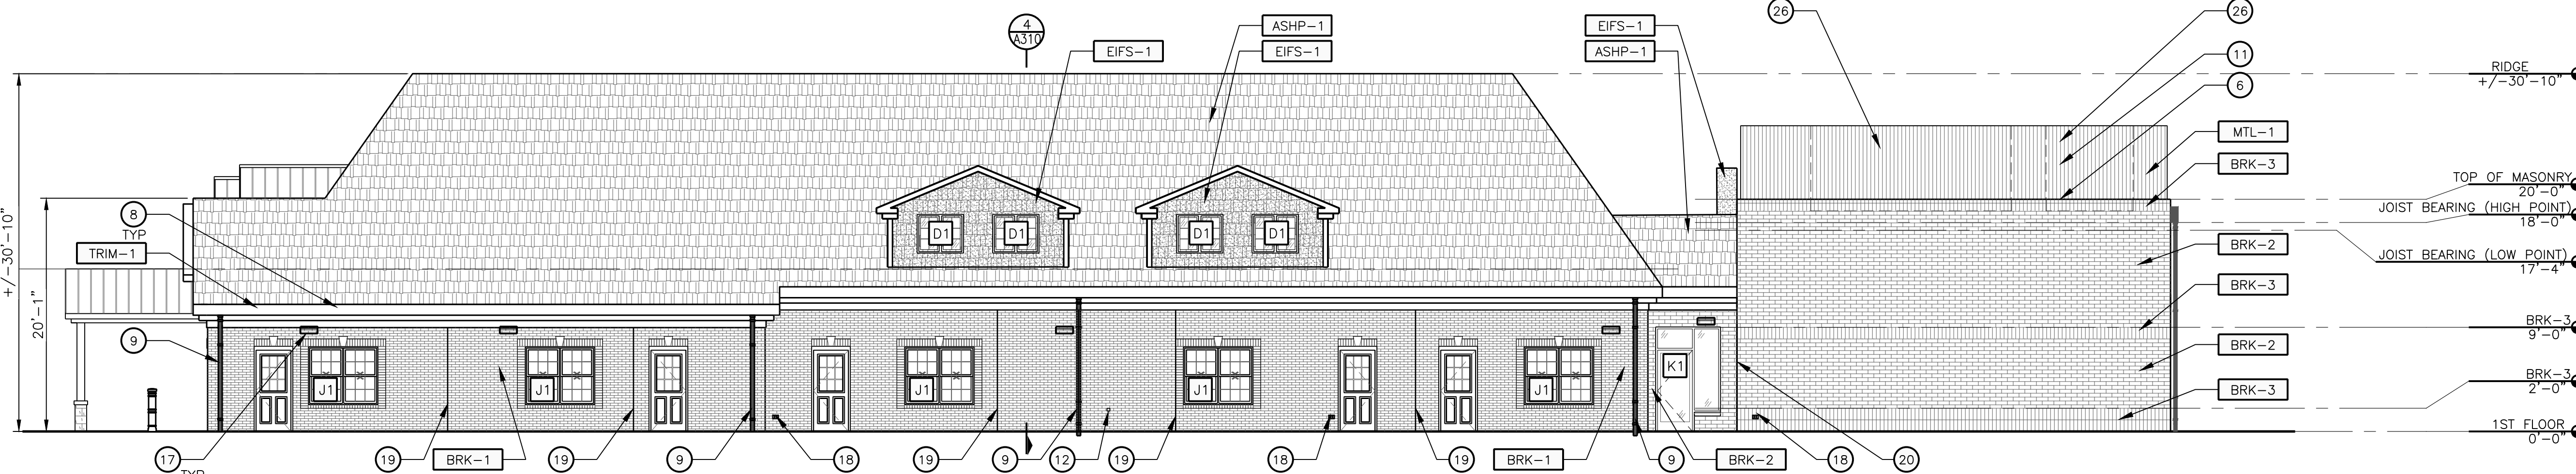 26
26
4
A310
ASHP-1
EIFS-1
EIFS-1
EIFS-1
EIFS-1
ASHP-1
11
6
MTL-1
BRK-3
RIDGE
+/-30'-10"
TOP OF MASONRY
20'-0"
JOIST BEARING (HIGH POINT)
18'-0"
JOIST BEARING (LOW POINT)
17'-4"
+/-30'-10"
20'-1"
8
TYP
TRIM-1
9
D1
D1
D1
D1
BRK-2
BRK-3
BRK-3
9'-0"
BRK-2
BRK-3
2'-0"
BRK-3
1ST FLOOR
0'-0"
J1
J1
J1
J1
J1
K1
17
TYP
19
BRK-1
19
9
18
19
9
12
19
18
19
BRK-1
9
BRK-2
18
20